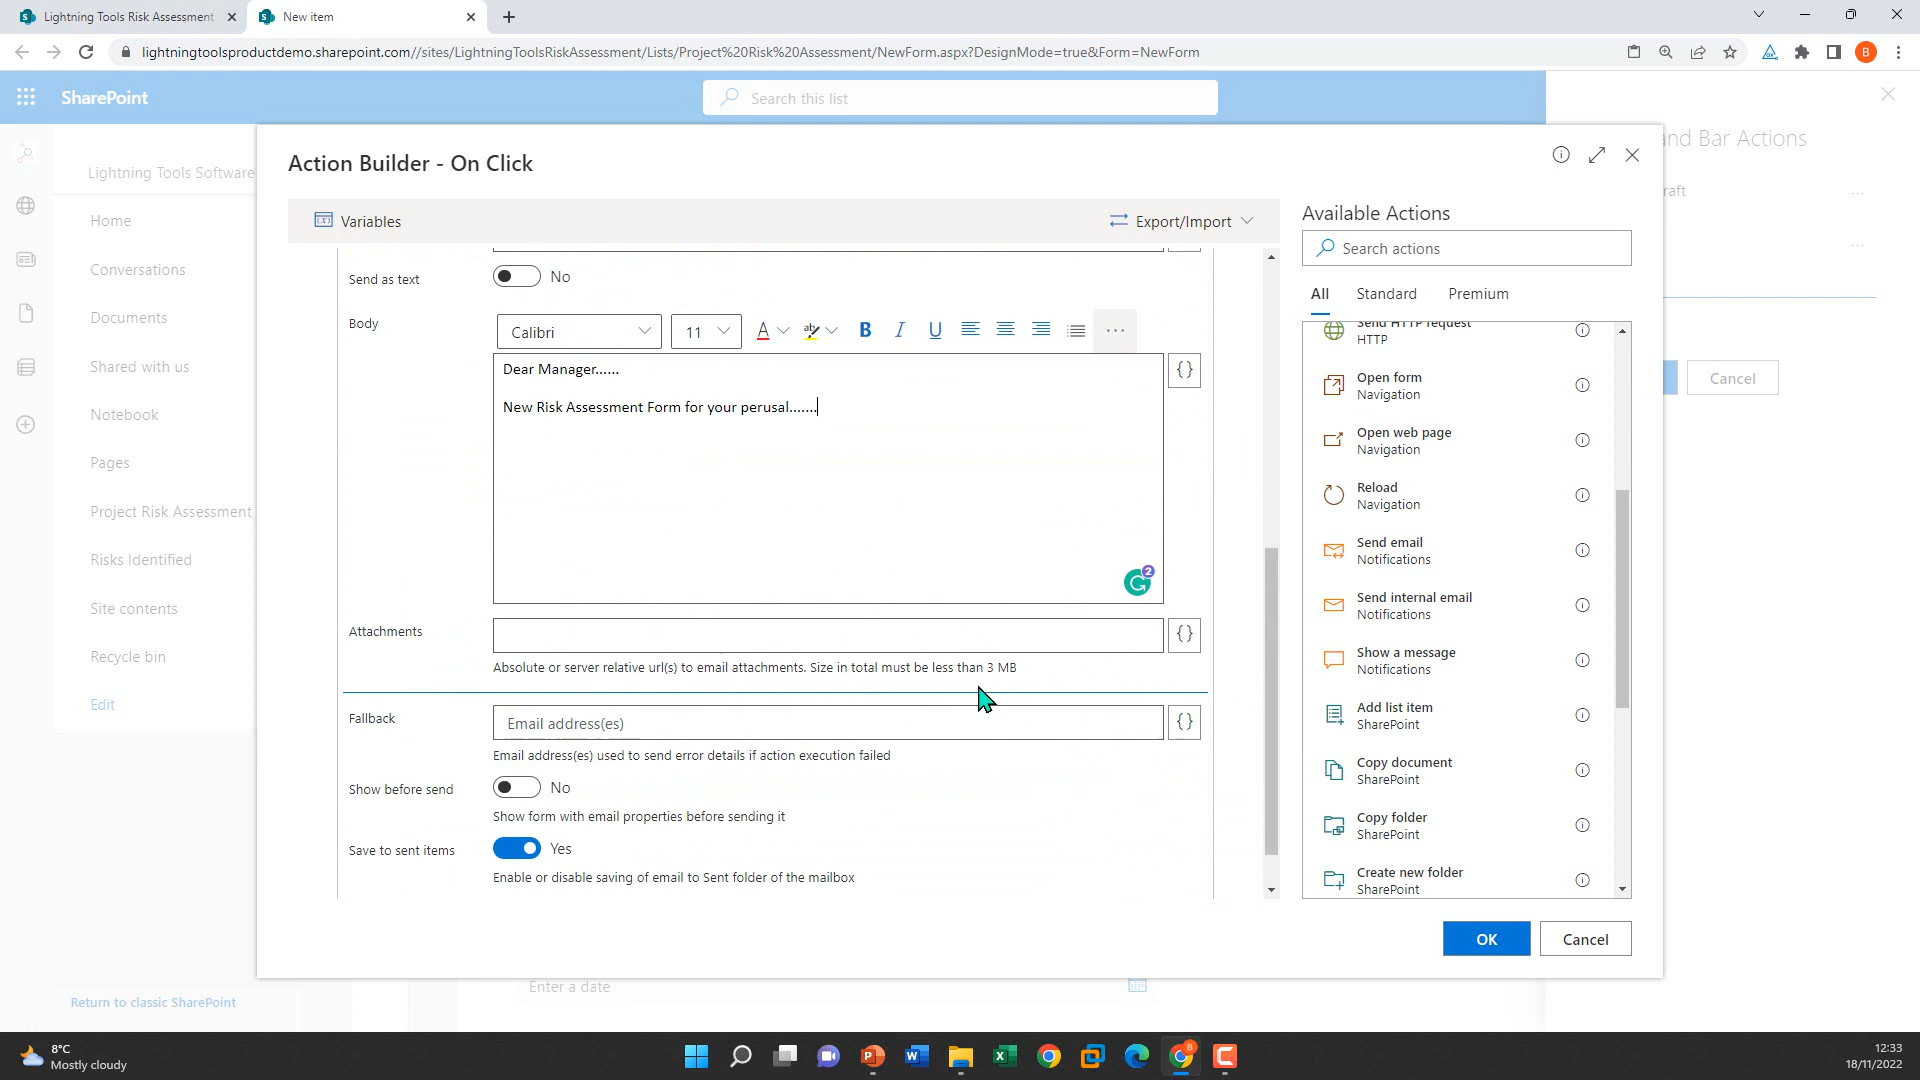 Lightning Tools Risk Assessment
New item
lightningtoolsproductdemo.sharepoint.com//sites/LightningToolsRiskAssessment/Lists/Project%20Risk%20Assessment/NewForm.aspx?DesignMode=true&Form=NewForm
B
SharePoint
Search this list
Lightning Tools Software
Home
Conversations
Documents
Shared with us
Notebook
Pages
Project Risk Assessment
Risks Identified
Site contents
Recycle bin
Edit
Return to classic SharePoint
Action Builder - On Click
Variables
Export/Import
Send as text
No
Body
Calibri
11
A
ab
B
I
U
...
Dear Manager......
{}
New Risk Assessment Form for your perusal.......
2
Attachments
{}
Absolute or server relative url(s) to email attachments. Size in total must be less than 3 MB
Fallback
Email address(es)
{}
Email address(es) used to send error details if action execution failed
Show before send
No
Show form with email properties before sending it
Save to sent items
Yes
Enable or disable saving of email to Sent folder of the mailbox
Available Actions
Search actions
All
Standard
Premium
Send HTTP request
HTTP
Open form
Navigation
Open web page
Navigation
Reload
Navigation
Send email
Notifications
Send internal email
Notifications
Show a message
Notifications
Add list item
SharePoint
Copy document
SharePoint
Copy folder
SharePoint
Create new folder
SharePoint
OK
Cancel
nd Bar Actions
raft
...
...
Cancel
Enter a date
8°C
Mostly cloudy
12:33
18/11/2022